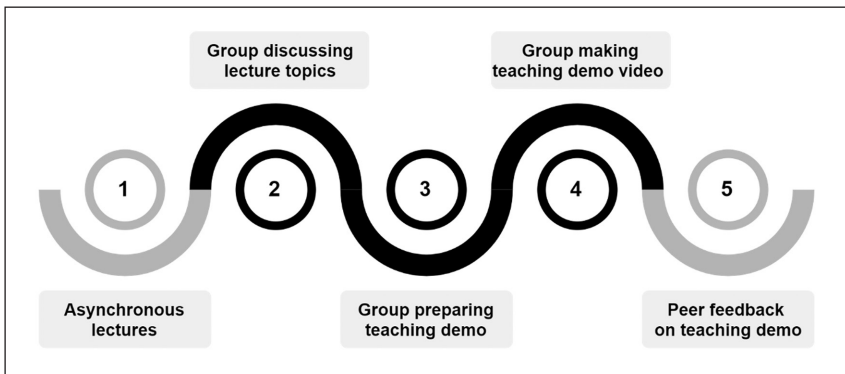 Group discussing
lecture topics
Group making
teaching demo video
1
2
3
4
5
Asynchronous
lectures
Group preparing
teaching demo
Peer feedback
on teaching demo